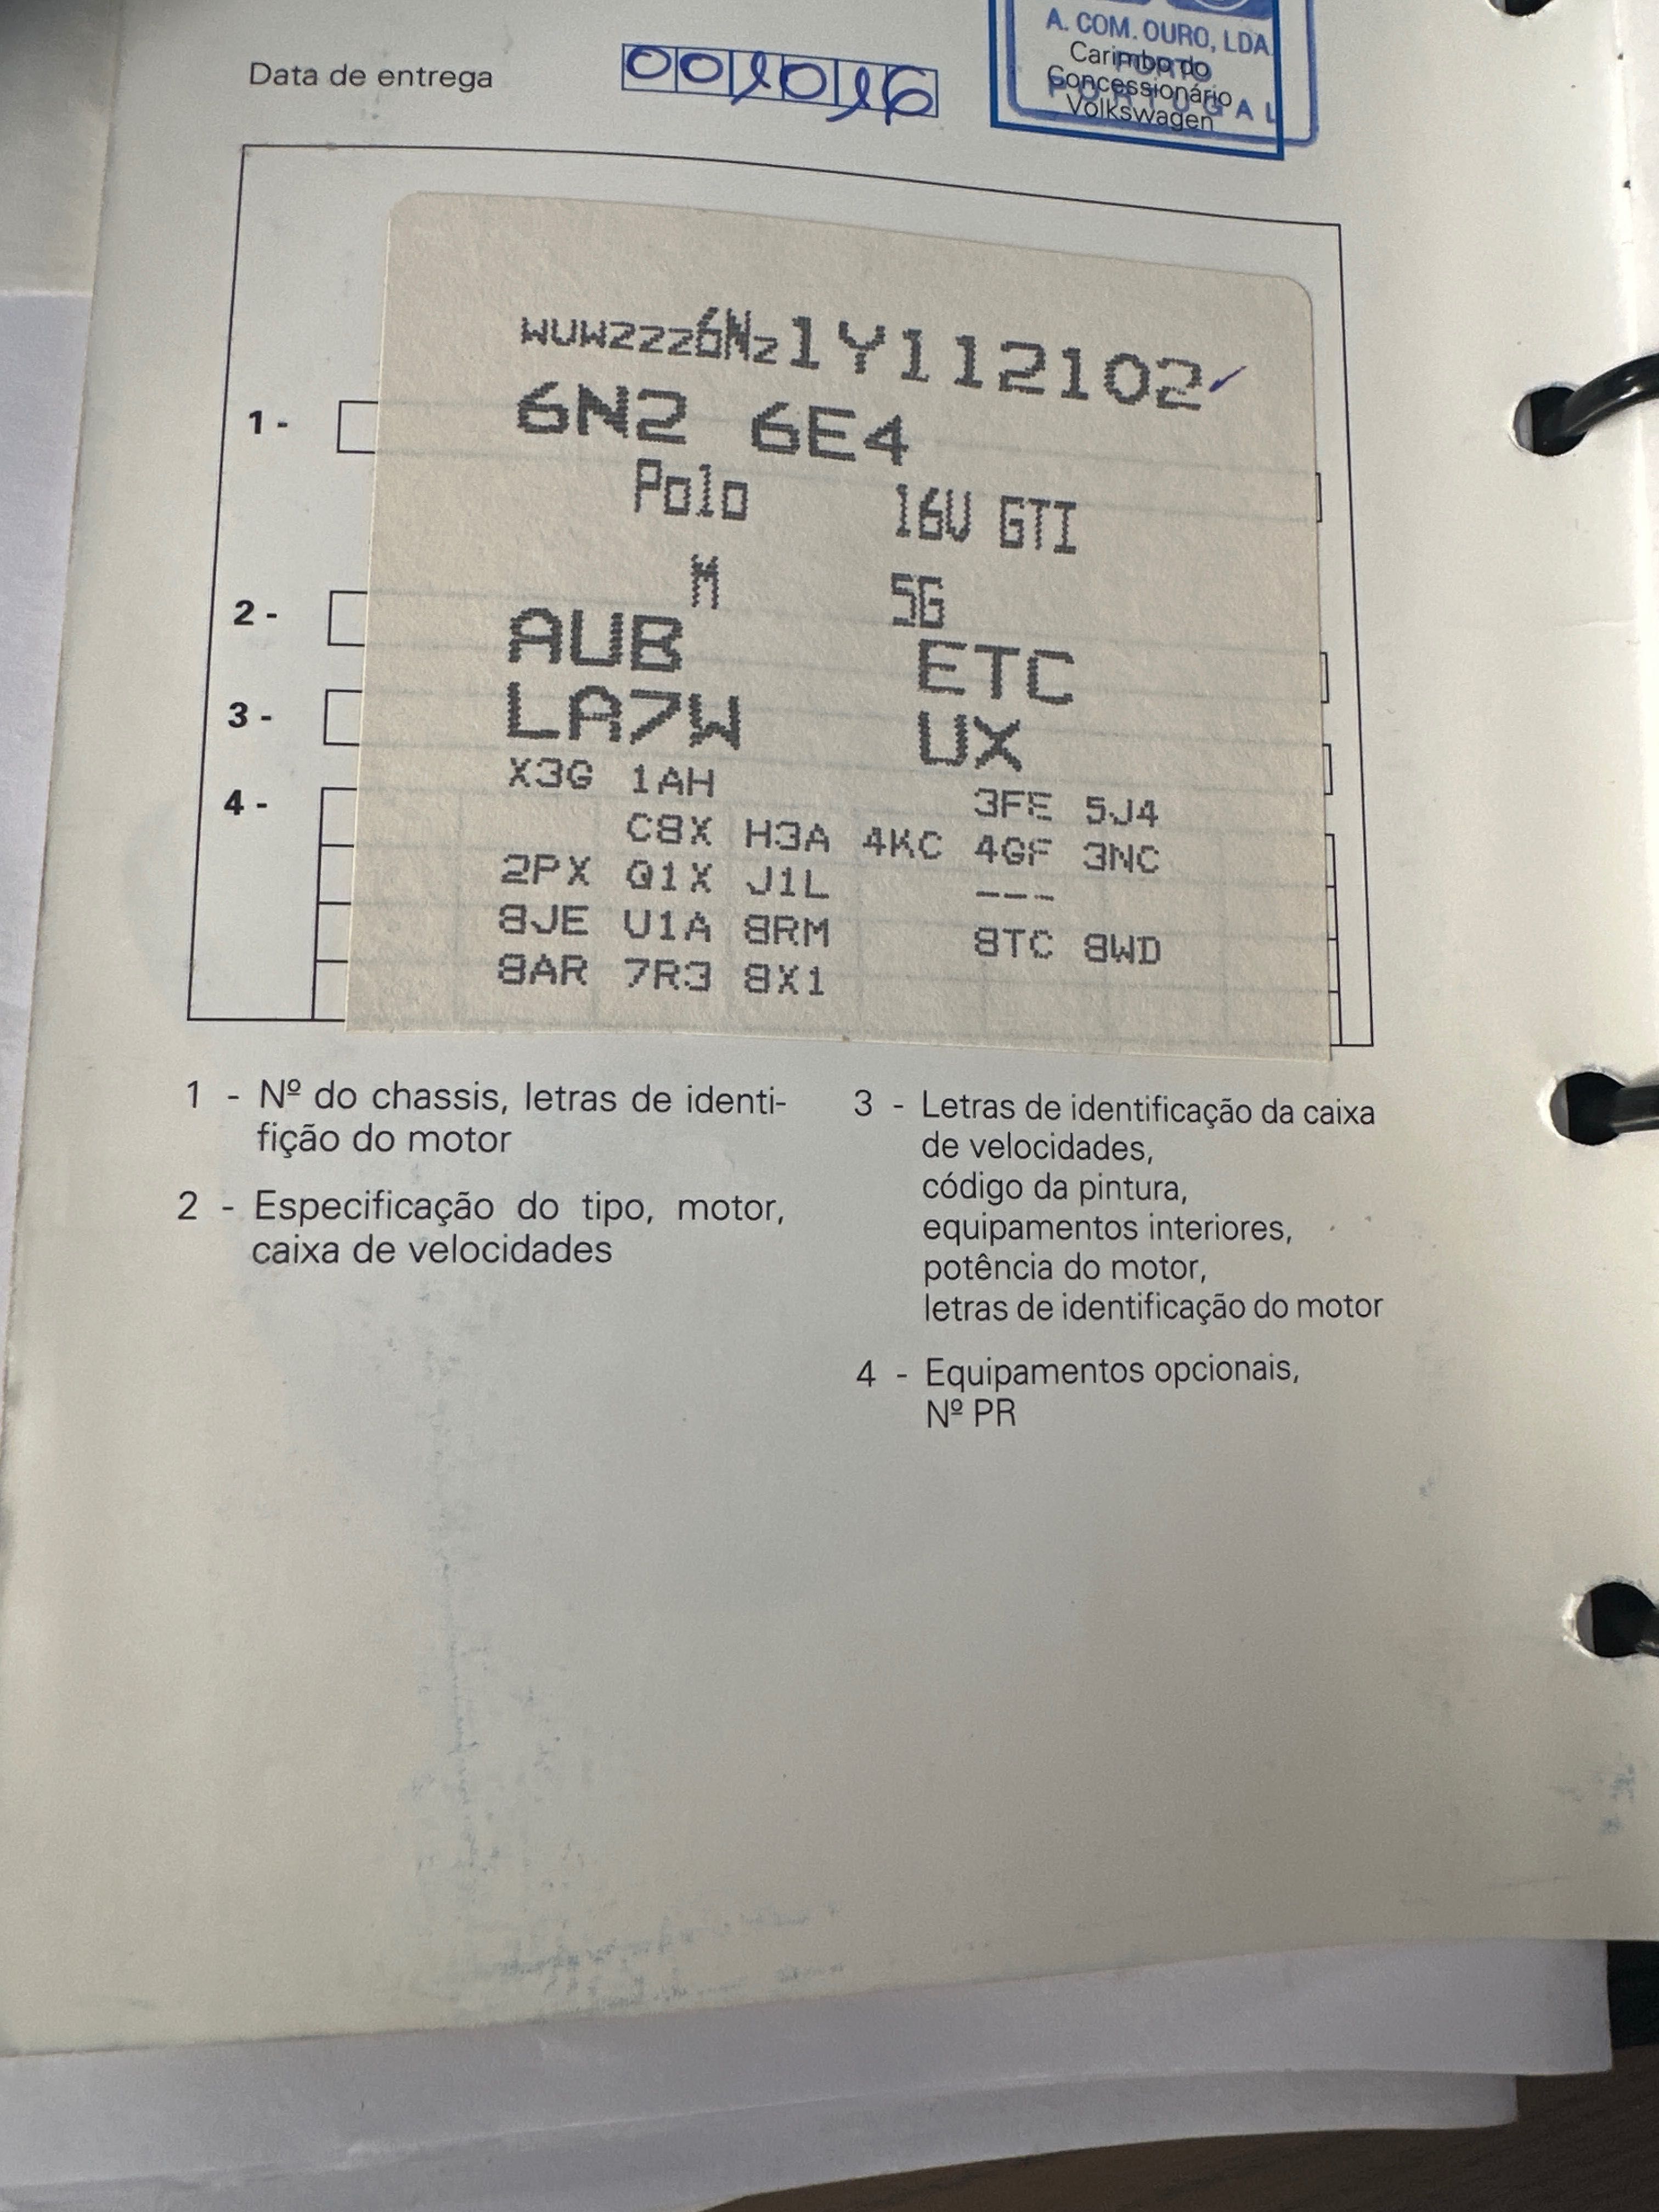 A. COM. OURO, LDA.
PORTO
PORTUGAL
Carimbo do
Concessionário
Volkswagen
Data de entrega
001016
WVWZZZ6NZ1Y112102
1 - 6N2 6E4
Polo 16V GTI
M 5G
2 - AUB ETC
3 - LA7W UX
X3G 1AH 3FE 5J4
4 - C8X H3A 4KC 4GF 3NC
2PX Q1X J1L ---
8JE U1A 8RM 8TC 8WD
8AR 7R3 8X1
1 - Nº do chassis, letras de identi-
fição do motor
2 - Especificação do tipo, motor,
caixa de velocidades
3 - Letras de identificação da caixa
de velocidades,
código da pintura,
equipamentos interiores,
potência do motor,
letras de identificação do motor
4 - Equipamentos opcionais,
Nº PR